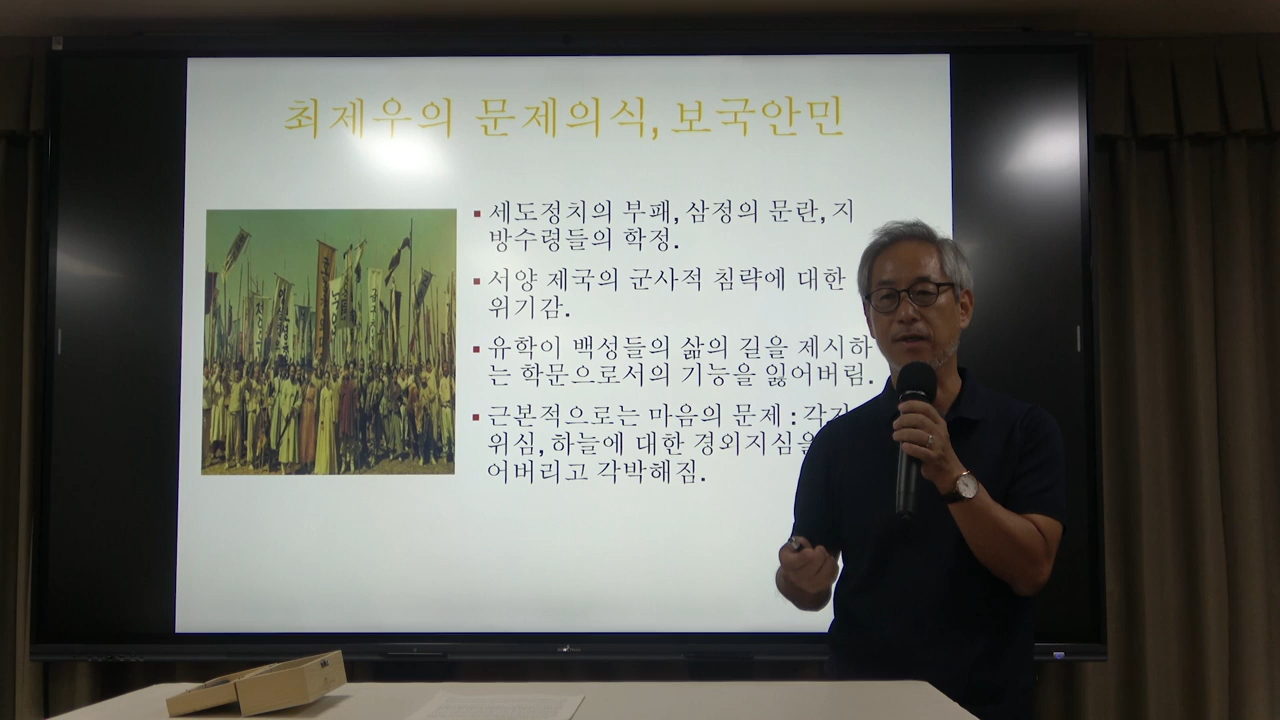 최제우의 문제의식, 보국안민
세도정치의 부패, 삼정의 문란, 지
방수령들의 학정.
서양 제국의 군사적 침략에 대한
위기감.
유학이 백성들의 삶의 길을 제시하
는 학문으로서의 기능을 잃어버림.
근본적으로는 마음의 문제 : 각자
위심, 하늘에 대한 경외지심을
어버리고 각박해짐.